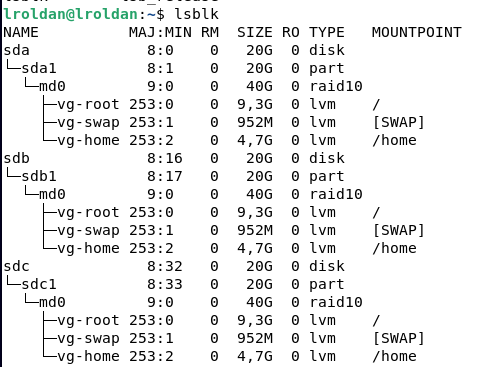 lroldan@lroldan:~$ lsblk
NAME          MAJ:MIN RM  SIZE RO TYPE   MOUNTPOINT
sda             8:0    0   20G  0 disk
└─sda1          8:1    0   20G  0 part
  └─md0         9:0    0   40G  0 raid10
    ├─vg-root 253:0    0  9,3G  0 lvm    /
    ├─vg-swap 253:1    0  952M  0 lvm    [SWAP]
    └─vg-home 253:2    0  4,7G  0 lvm    /home
sdb             8:16   0   20G  0 disk
└─sdb1          8:17   0   20G  0 part
  └─md0         9:0    0   40G  0 raid10
    ├─vg-root 253:0    0  9,3G  0 lvm    /
    ├─vg-swap 253:1    0  952M  0 lvm    [SWAP]
    └─vg-home 253:2    0  4,7G  0 lvm    /home
sdc             8:32   0   20G  0 disk
└─sdc1          8:33   0   20G  0 part
  └─md0         9:0    0   40G  0 raid10
    ├─vg-root 253:0    0  9,3G  0 lvm    /
    ├─vg-swap 253:1    0  952M  0 lvm    [SWAP]
    └─vg-home 253:2    0  4,7G  0 lvm    /home